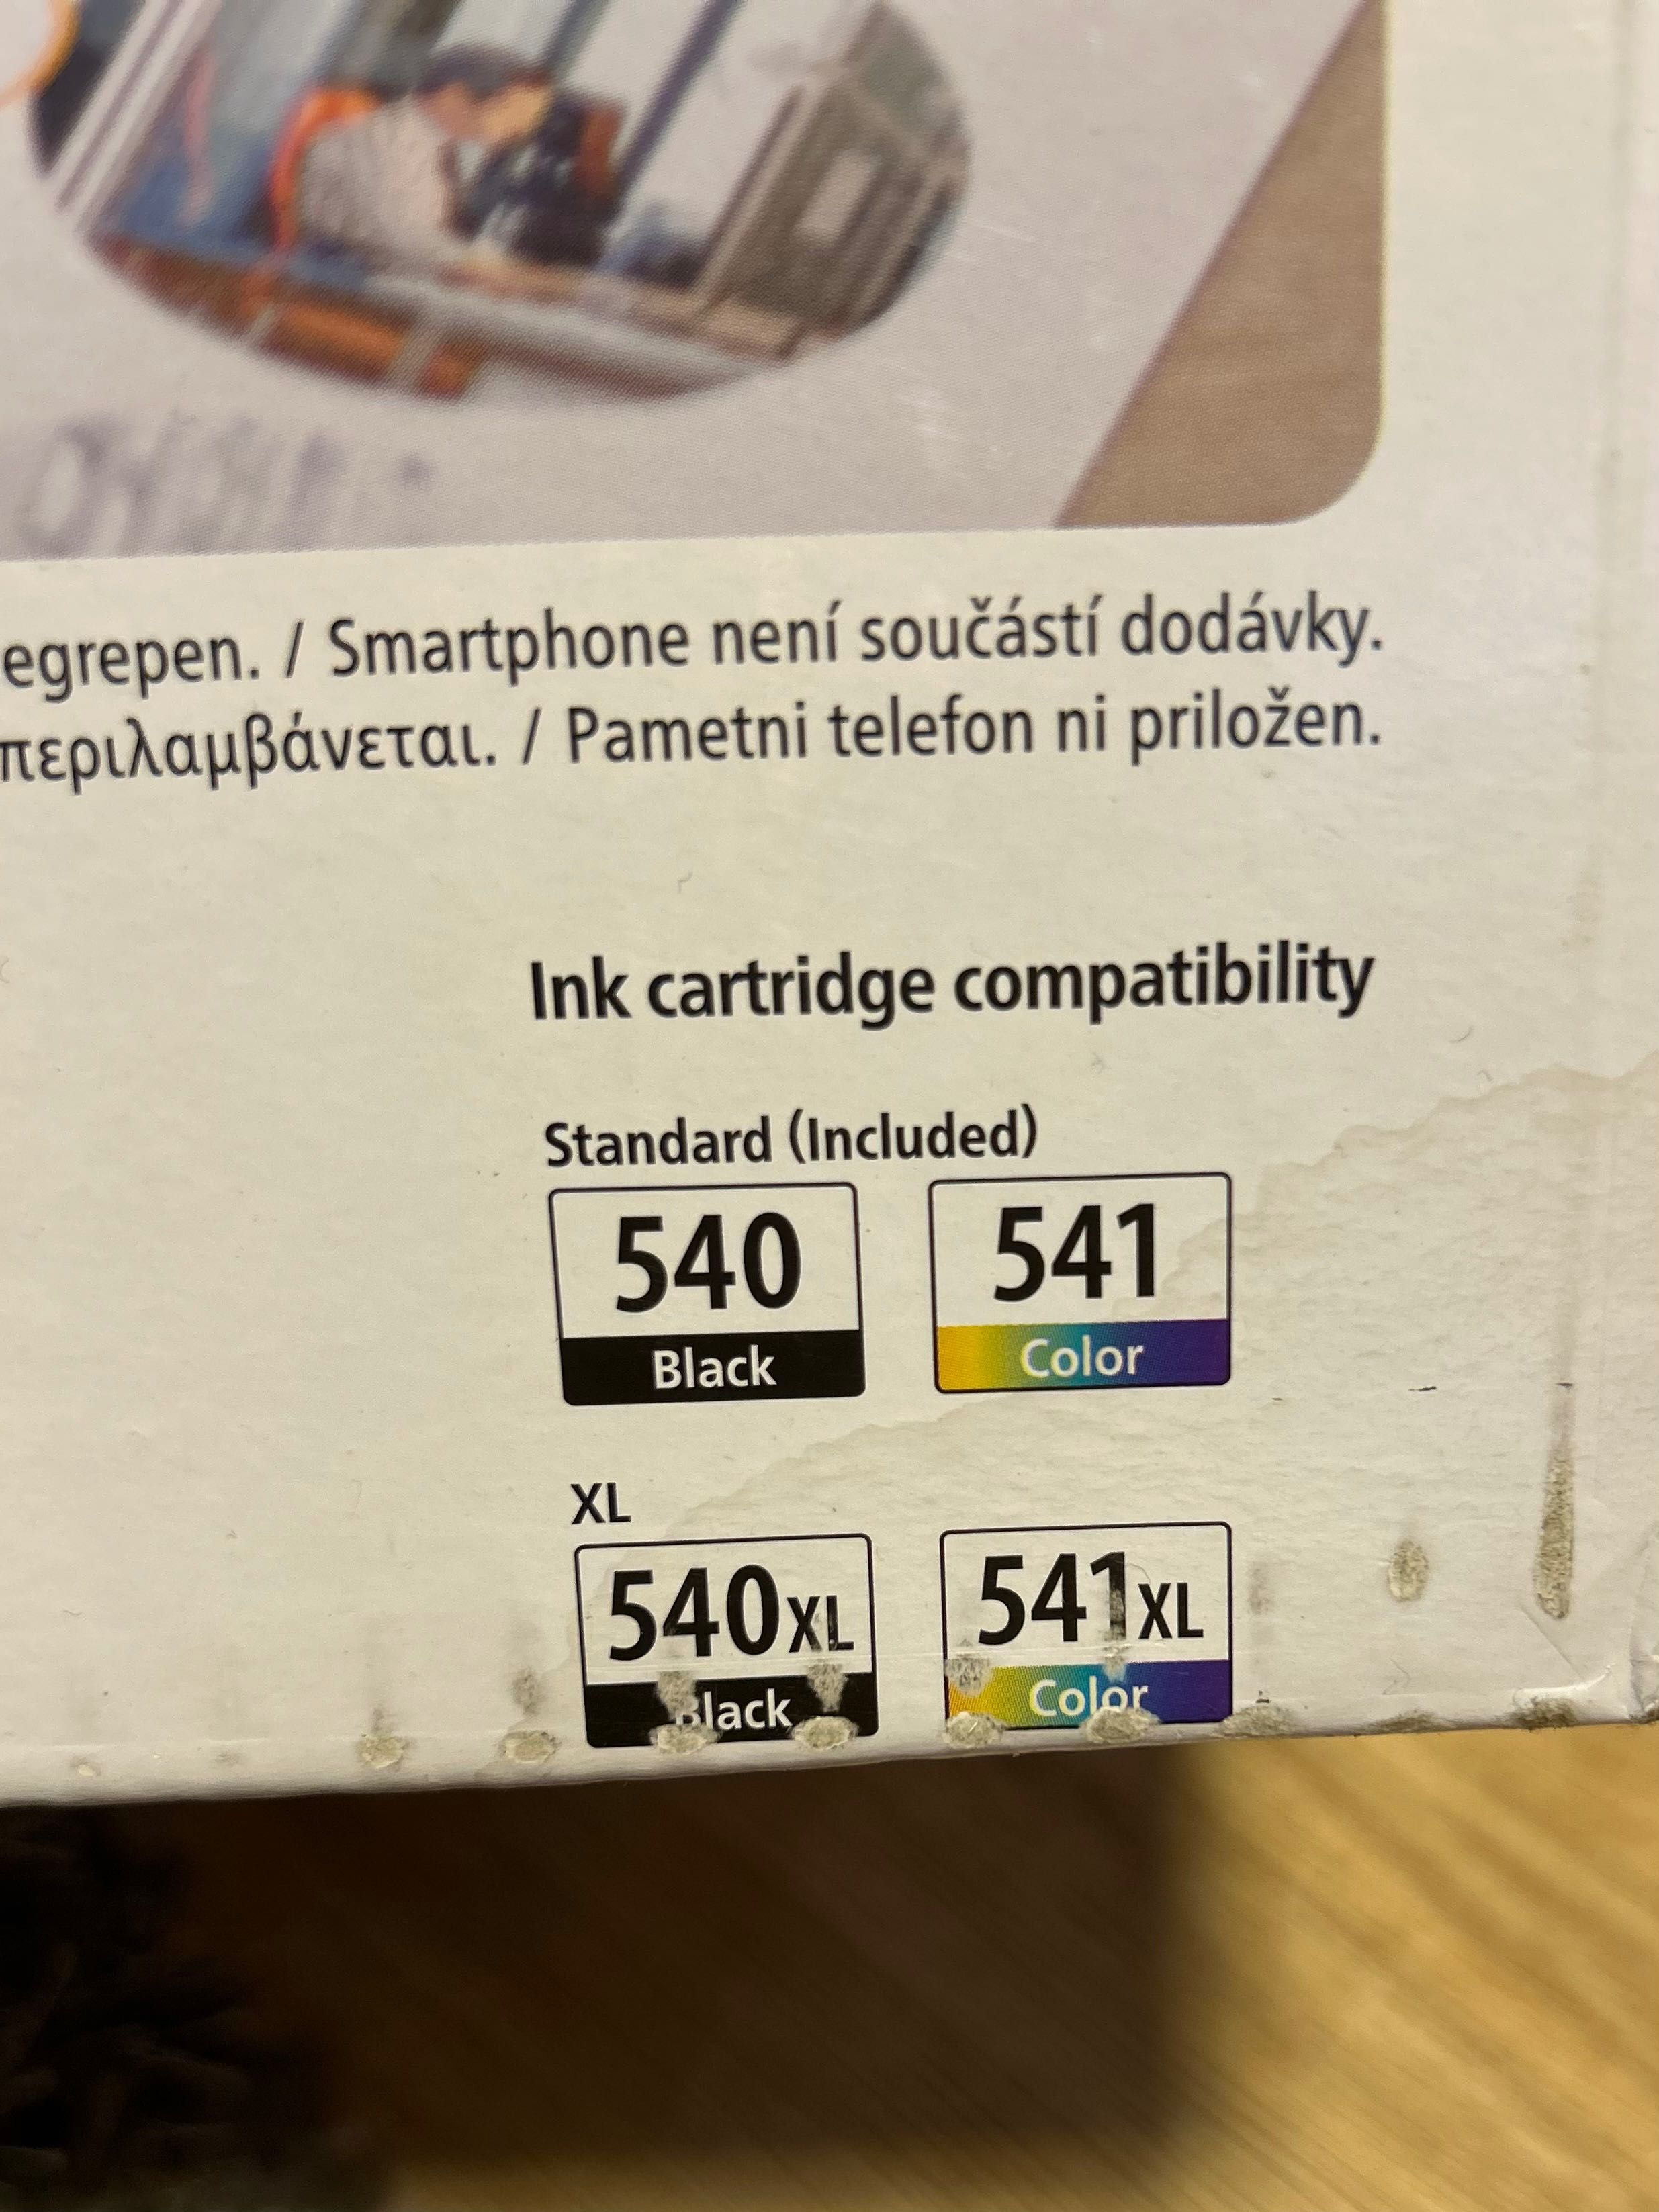 egrepen. / Smartphone není součástí dodávky.
περιλαμβάνεται. / Pametni telefon ni priložen.
Ink cartridge compatibility
Standard (Included)
540 541
Black Color
XL
540XL 541XL
Black Color